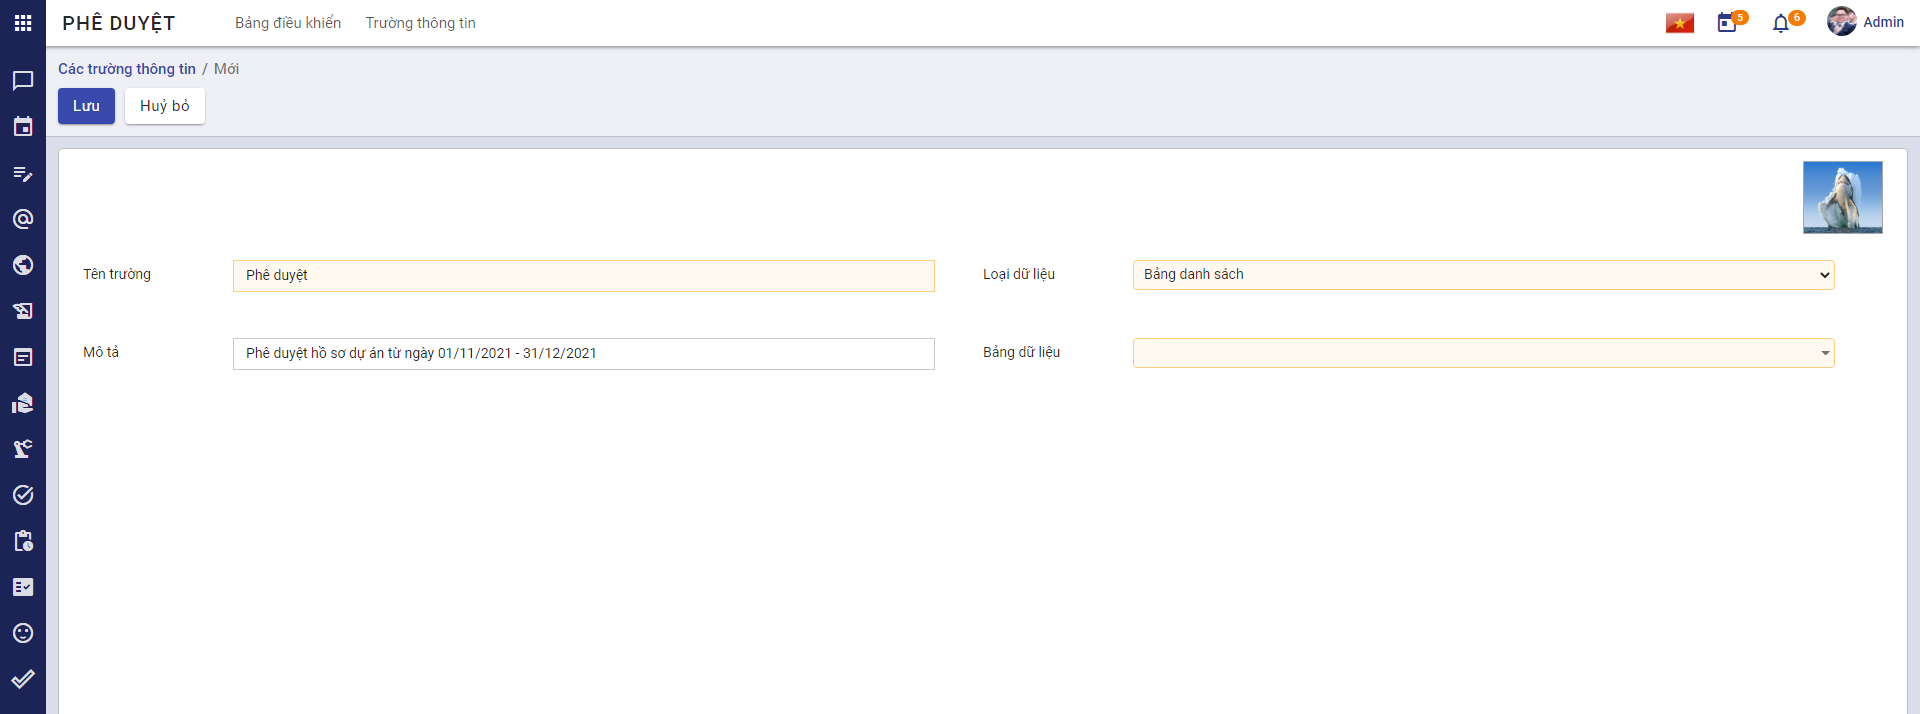 PHÊ DUYỆT
Bảng điều khiển
Trường thông tin
5
6
Admin
Các trường thông tin / Mới
Lưu
Huỷ bỏ
Tên trường
Phê duyệt
Loại dữ liệu
Bảng danh sách
Mô tả
Phê duyệt hồ sơ dự án từ ngày 01/11/2021 - 31/12/2021
Bảng dữ liệu